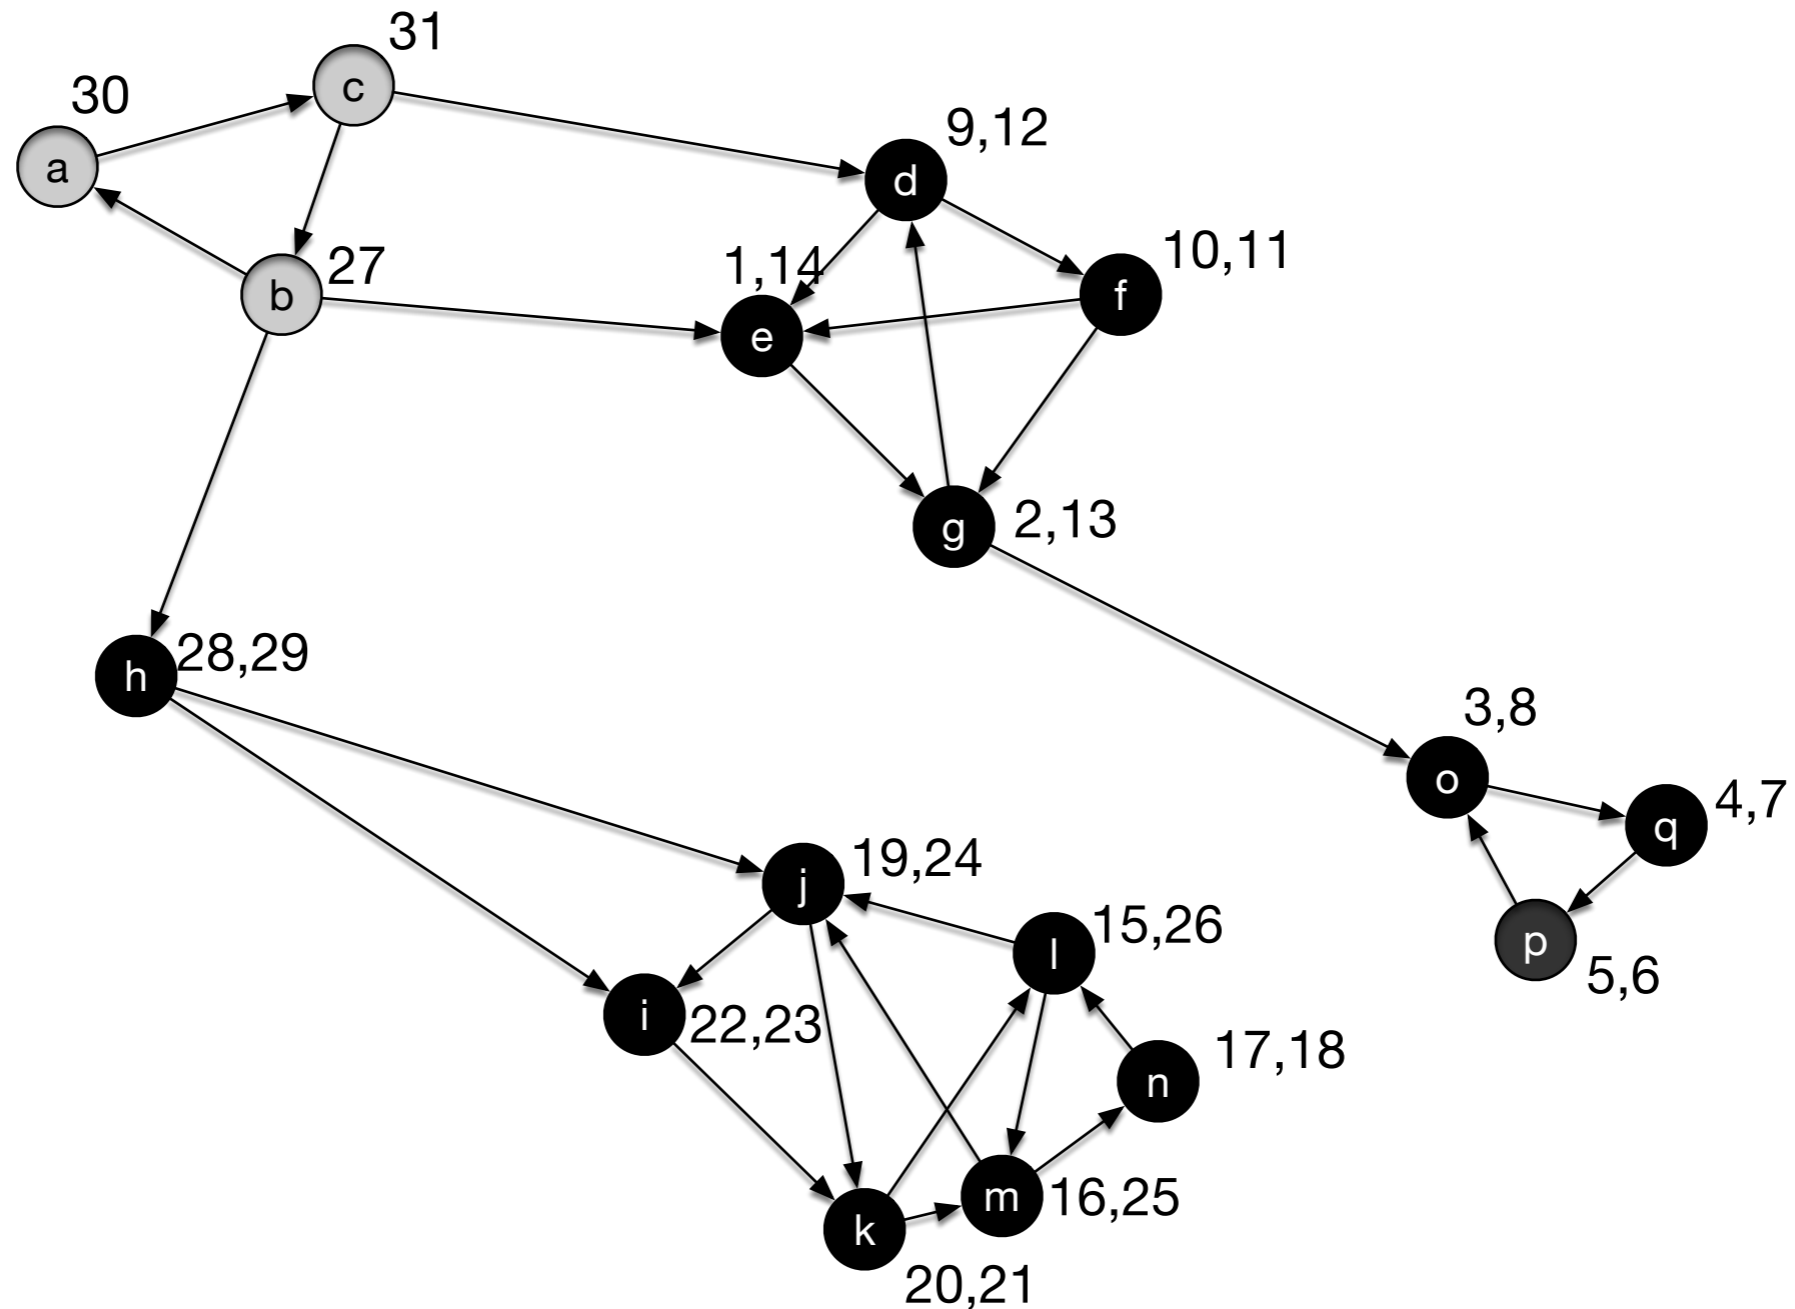 31
c
30
a
9,12
d
27
b
1,14
e
10,11
f
g
2,13
28,29
h
3,8
o
4,7
q
p
5,6
19,24
j
15,26
l
i
22,23
17,18
n
m
16,25
k
20,21